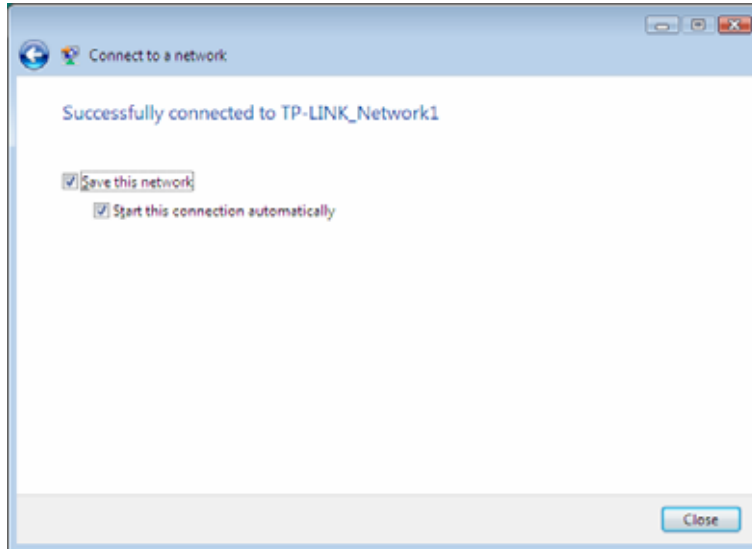 Connect to a network
Successfully connected to TP-LINK_Network1
Save this network
Start this connection automatically
Close